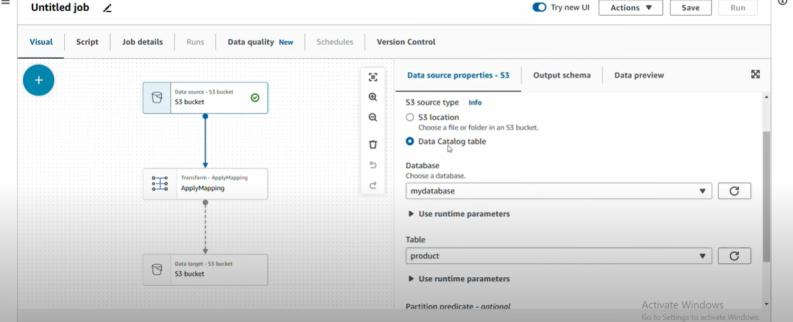 Untitled job
Try new UI
Actions
Save
Run
Visual
Script
Job details
Runs
Data quality New
Schedules
Version Control
Data source - S3 bucket
S3 bucket
Transform - ApplyMapping
ApplyMapping
Data target - S3 bucket
S3 bucket
Data source properties - S3
Output schema
Data preview
S3 source type Info
S3 location
Choose a file or folder in an S3 bucket.
Data Catalog table
Database
Choose a database.
mydatabase
Use runtime parameters
Table
product
Use runtime parameters
Partition predicate - optional
Activate Windows
Go to Settings to activate Windows.